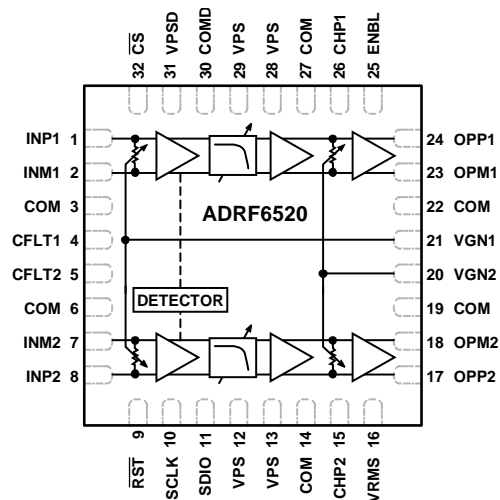 CS VPSD COMD VPS VPS COM CHP1 ENBL
32 31 30 29 28 27 26 25
INP1 1
INM1 2
COM 3
CFLT1 4
CFLT2 5
COM 6
INM2 7
INP2 8
ADRF6520
DETECTOR
24 OPP1
23 OPM1
22 COM
21 VGN1
20 VGN2
19 COM
18 OPM2
17 OPP2
9 10 11 12 13 14 15 16
RST SCLK SDIO VPS VPS COM CHP2 VRMS